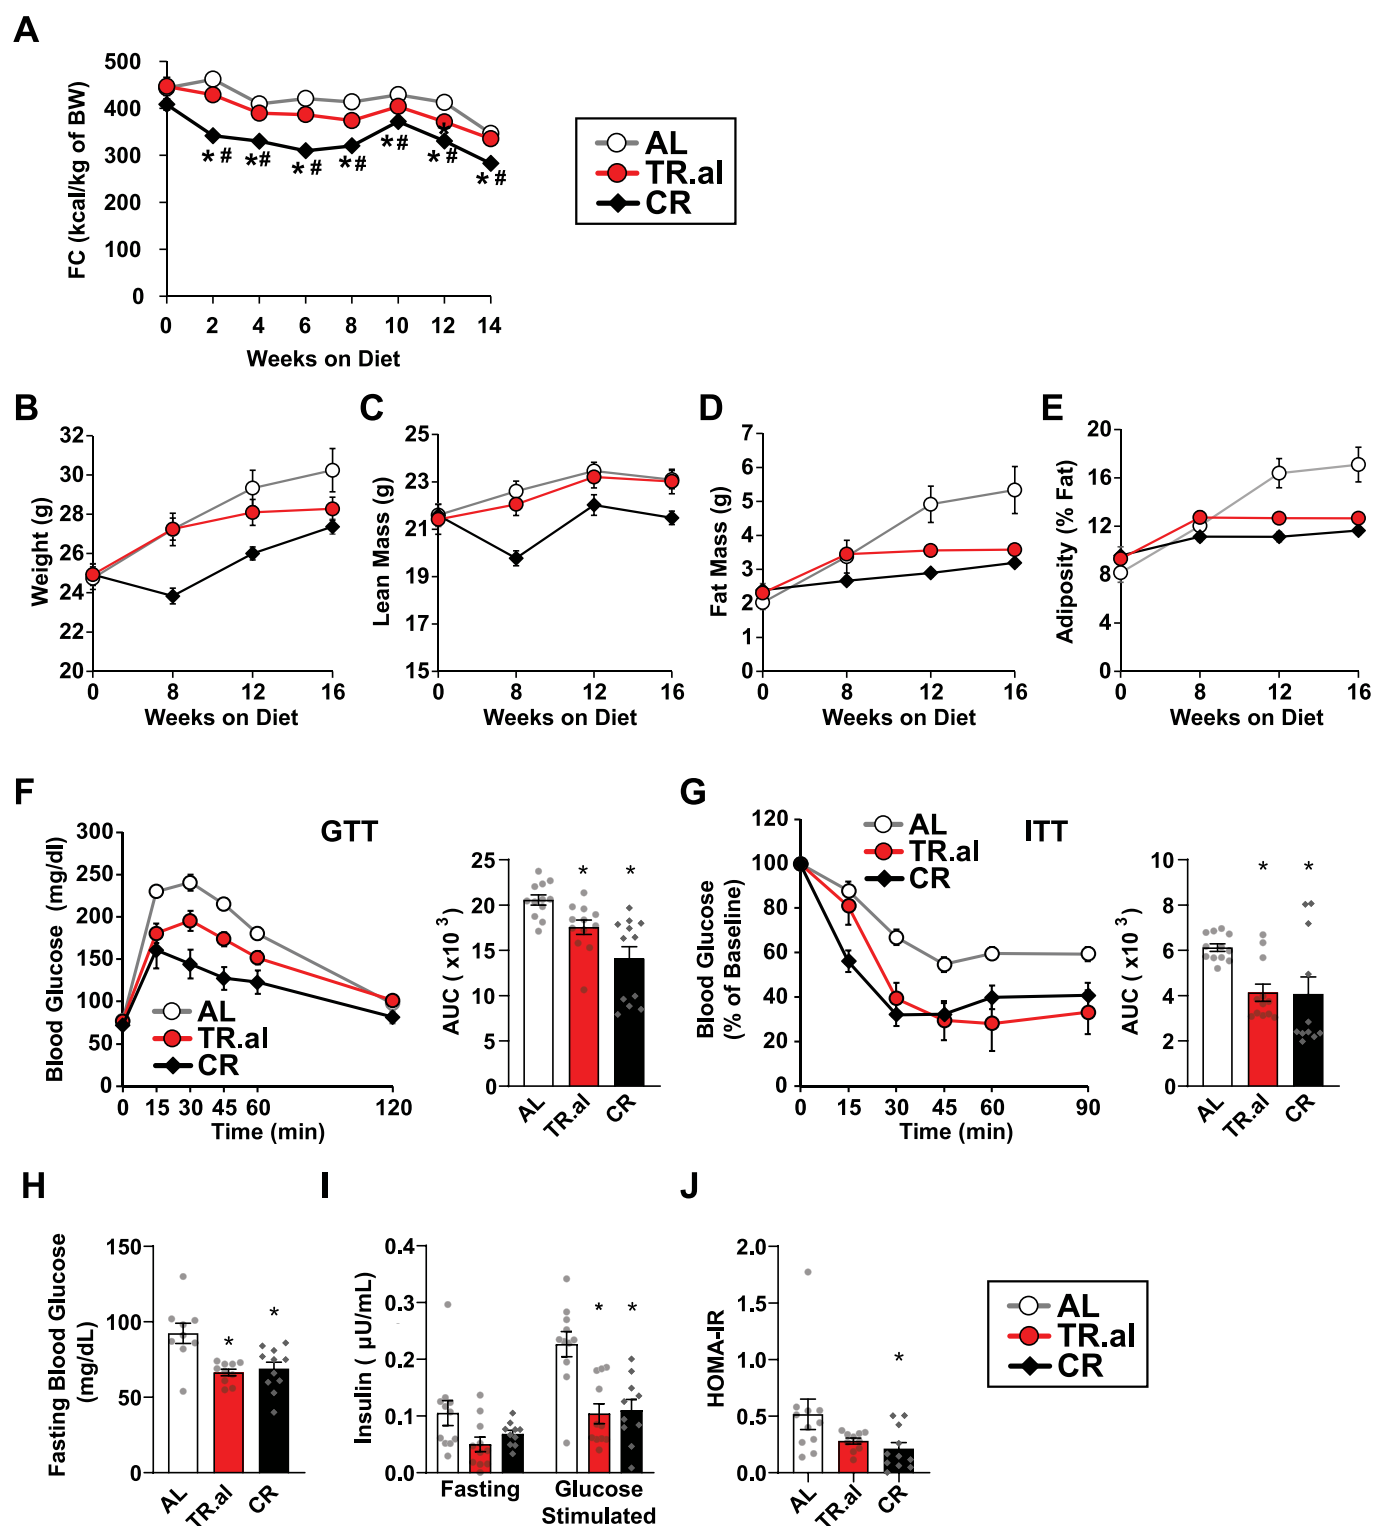 A
FC (kcal/kg of BW)
500
400
300
200
100
0
* # *# * # *# *# * *# * #
0 2 4 6 8 10 12 14
Weeks on Diet
AL
TR.al
CR
B
Weight (g)
32
30
28
26
24
22
20
0 8 12 16
Weeks on Diet
C
Lean Mass (g)
25
23
21
19
17
15
0 8 12 16
Weeks on Diet
D
Fat Mass (g)
7
6
5
4
3
2
1
0
0 8 12 16
Weeks on Diet
E
Adiposity (% Fat)
20
16
12
8
4
0
0 8 12 16
Weeks on Diet
F
GTT
Blood Glucose (mg/dl)
300
250
200
150
100
50
0
AL
TR.al
CR
0 15 30 45 60 120
Time (min)
AUC ( x10 3 )
25
20
15
10
5
0
* *
AL TR.al CR
G
ITT
Blood Glucose
(% of Baseline)
120
100
80
60
40
20
0
AL
TR.al
CR
0 15 30 45 60 90
Time (min)
AUC ( x10 3 )
10
8
6
4
2
0
* *
AL TR.al CR
H
Fasting Blood Glucose
(mg/dL)
150
100
50
0
* *
AL TR.al CR
I
Insulin ( µU/mL)
0.4
0.3
0.2
0.1
0.0
* *
Fasting Glucose
Stimulated
J
HOMA-IR
2.0
1.5
1.0
0.5
0.0
*
AL TR.al CR
AL
TR.al
CR